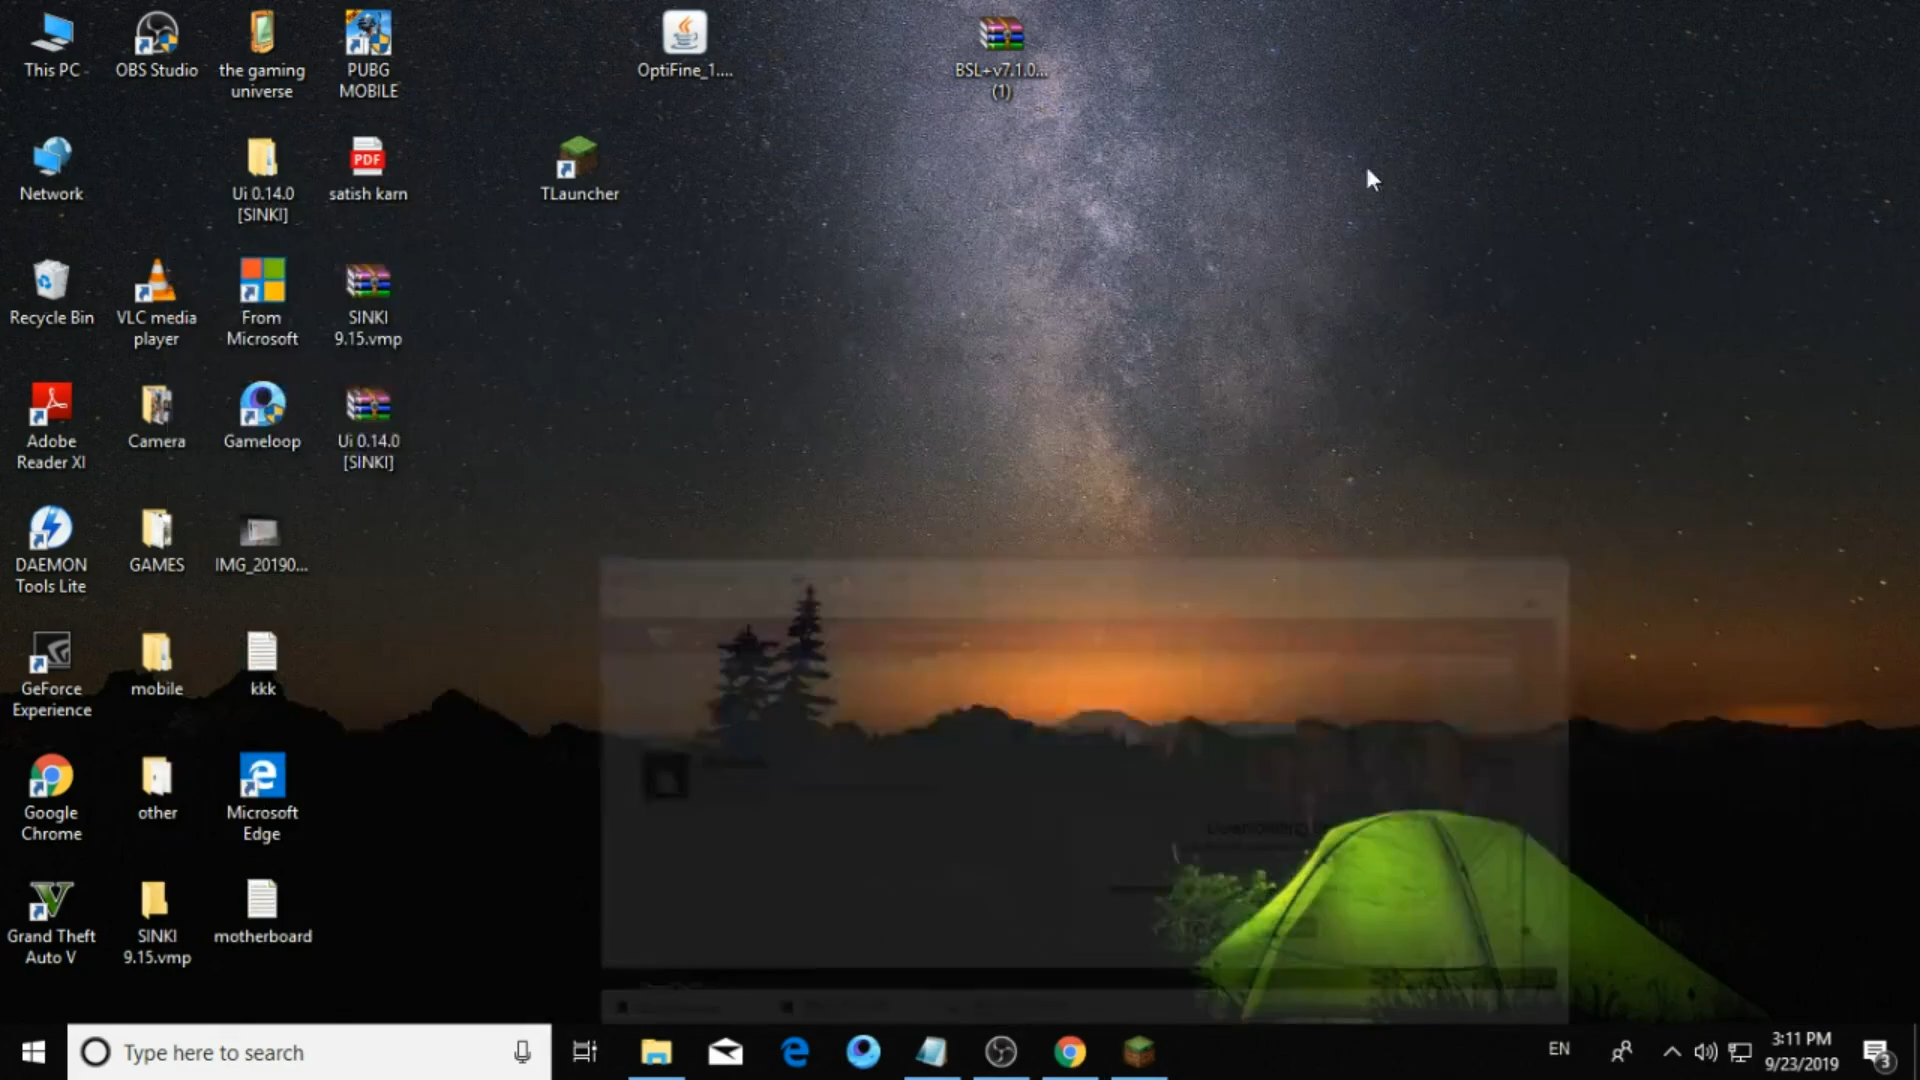 This PC
OBS Studio
the gaming
universe
PUBG
MOBILE
OptiFine_1....
BSL+v7.1.0...
(1)
Network
Ui 0.14.0
[SINKI]
PDF
satish karn
TLauncher
Recycle Bin
VLC media
player
From
Microsoft
SINKI
9.15.vmp
Adobe
Reader XI
Camera
Gameloop
Ui 0.14.0
[SINKI]
DAEMON
Tools Lite
GAMES
IMG_20190...
GeForce
Experience
mobile
kkk
Google
Chrome
other
Microsoft
Edge
Downloading
Grand Theft
Auto V
SINKI
9.15.vmp
motherboard
Type here to search
EN
3:11 PM
9/23/2019
3